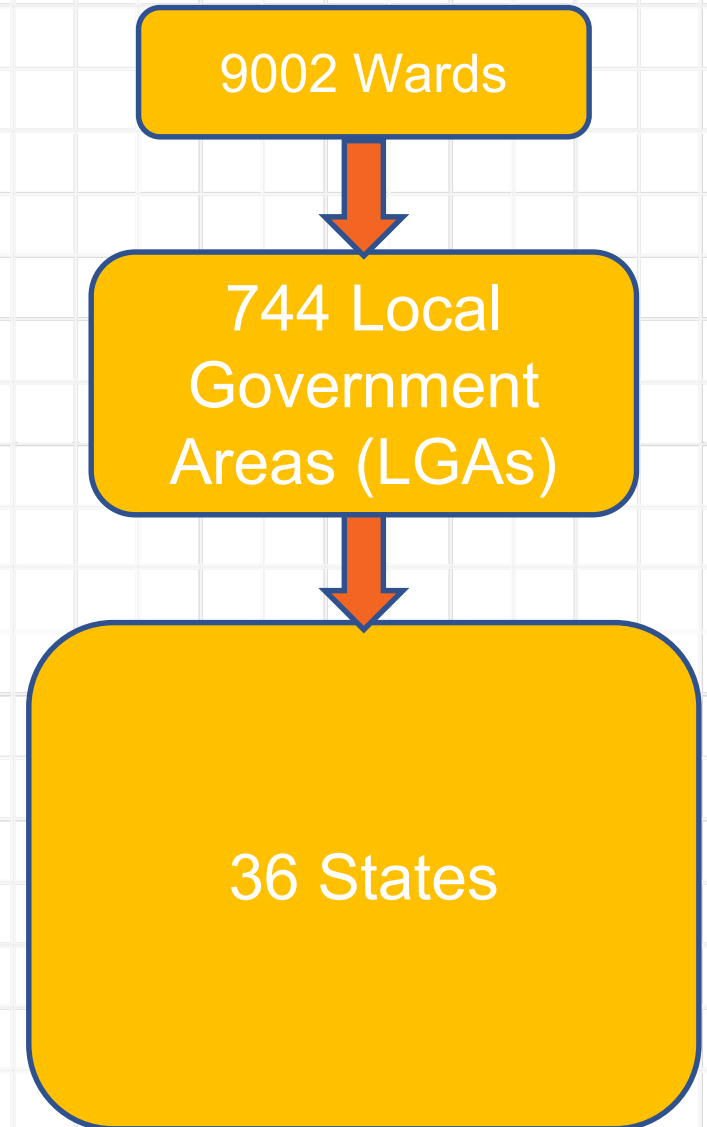 9002 Wards
744 Local
Government
Areas (LGAs)
36 States